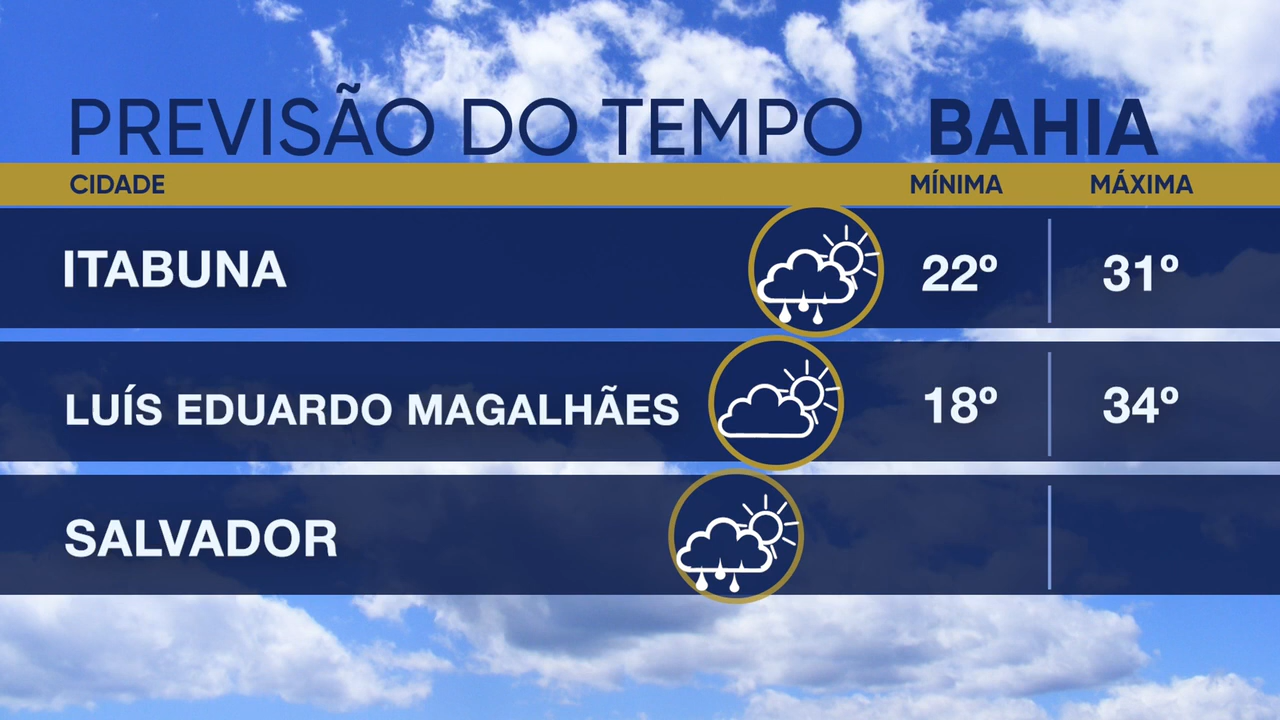 PREVISÃO DO TEMPO BAHIA
CIDADE MÍNIMA MÁXIMA
ITABUNA 22º 31º
LUÍS EDUARDO MAGALHÃES 18º 34º
SALVADOR